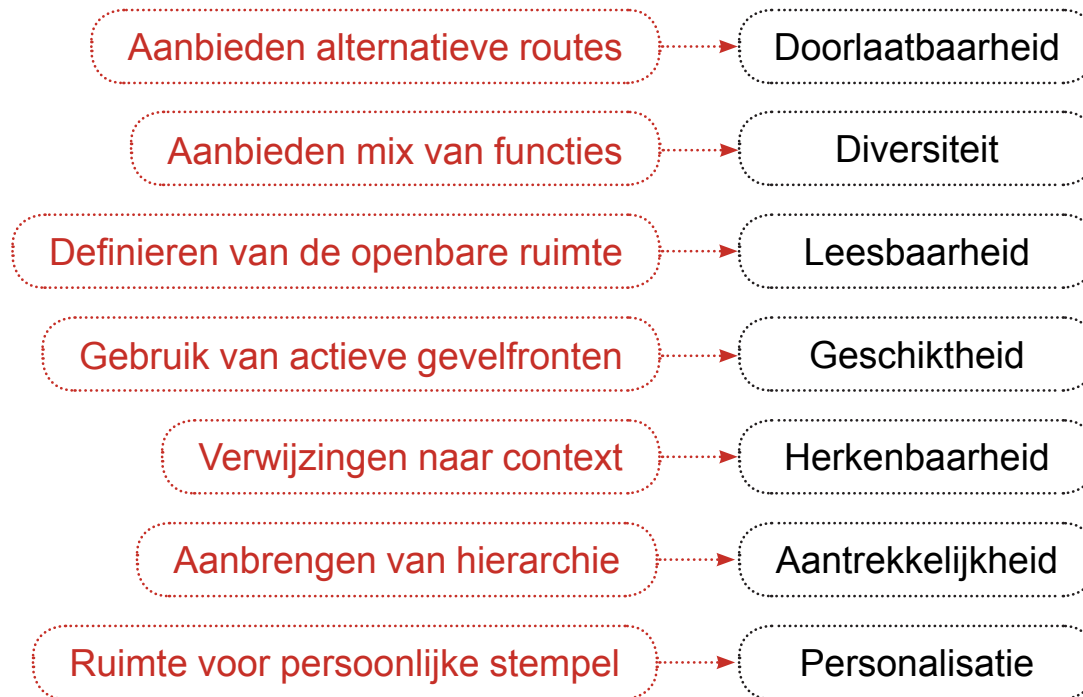 Aanbieden alternatieve routes Doorlaatbaarheid
Aanbieden mix van functies Diversiteit
Definieren van de openbare ruimte Leesbaarheid
Gebruik van actieve gevelfronten Geschiktheid
Verwijzingen naar context Herkenbaarheid
Aanbrengen van hierarchie Aantrekkelijkheid
Ruimte voor persoonlijke stempel Personalisatie